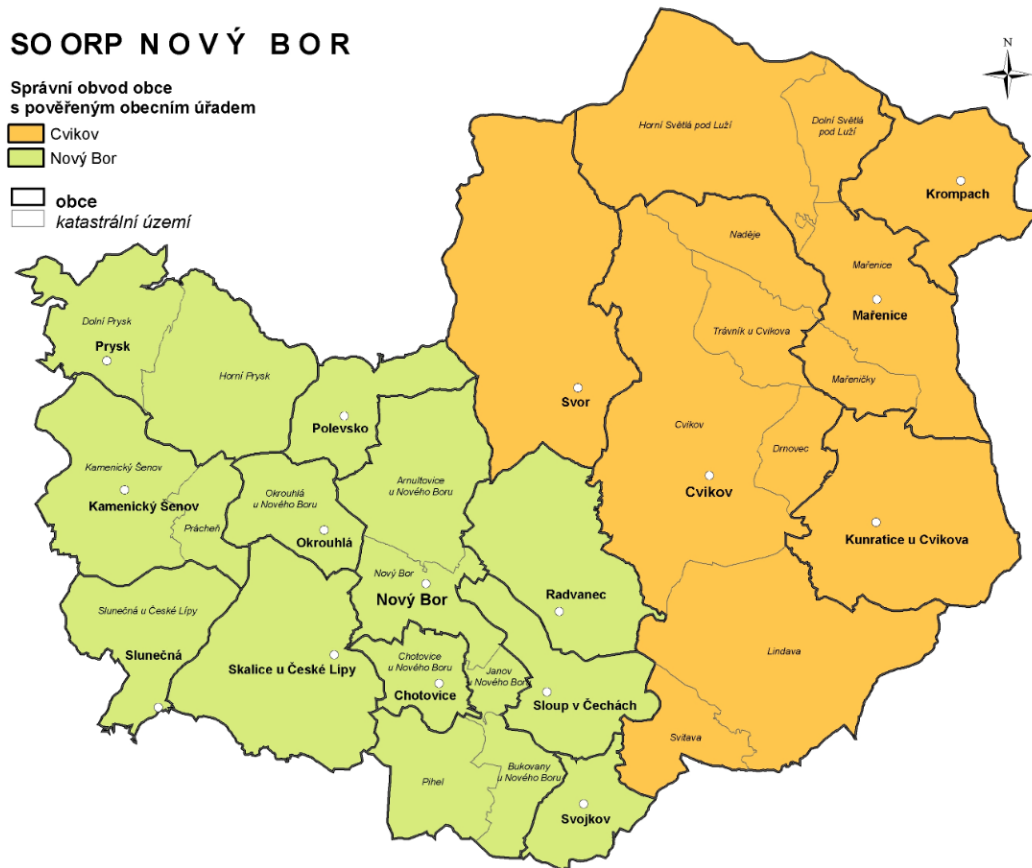 SO ORP N O V Ý B O R
Správní obvod obce
s pověřeným obecním úřadem
Cvikov
Nový Bor
obce
katastrální území
N
Horní Světlá pod Luží
Dolní Světlá
pod Luží
Krompach
Naděje
Mařenice
Mařenice
Trávník u Cvikova
Mařeničky
Dolní Prysk
Prysk
Horní Prysk
Polevsko
Svor
Cvikov
Drnovec
Cvikov
Kunratice u Cvikova
Kamenický Šenov
Kamenický Šenov
Prácheň
Okrouhlá
u Nového Boru
Okrouhlá
Arnultovice
u Nového Boru
Nový Bor
Nový Bor
Radvanec
Slunečná u České Lípy
Slunečná
Skalice u České Lípy
Chotovice
u Nového Boru
Chotovice
Janov
u Nového Boru
Sloup v Čechách
Lindava
Svitava
Pihel
Bukovany
u Nového Boru
Svojkov